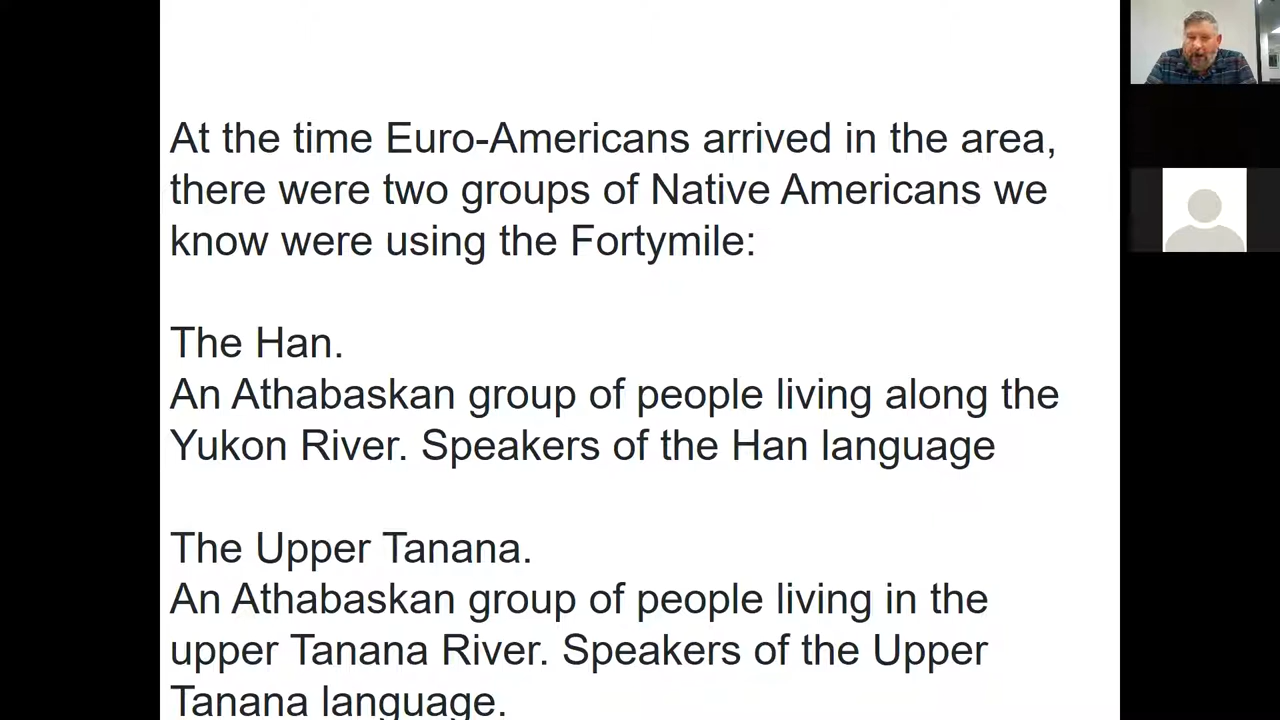 At the time Euro-Americans arrived in the area,
there were two groups of Native Americans we
know were using the Fortymile:
The Han.
An Athabaskan group of people living along the
Yukon River. Speakers of the Han language
The Upper Tanana.
An Athabaskan group of people living in the
upper Tanana River. Speakers of the Upper
Tanana language.